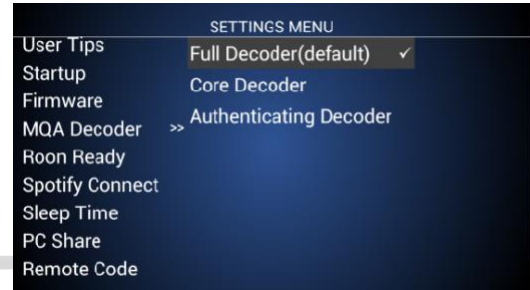 SETTINGS MENU
User Tips
Startup
Firmware
MQA Decoder >>
Roon Ready
Spotify Connect
Sleep Time
PC Share
Remote Code
Full Decoder(default) ✓
Core Decoder
Authenticating Decoder